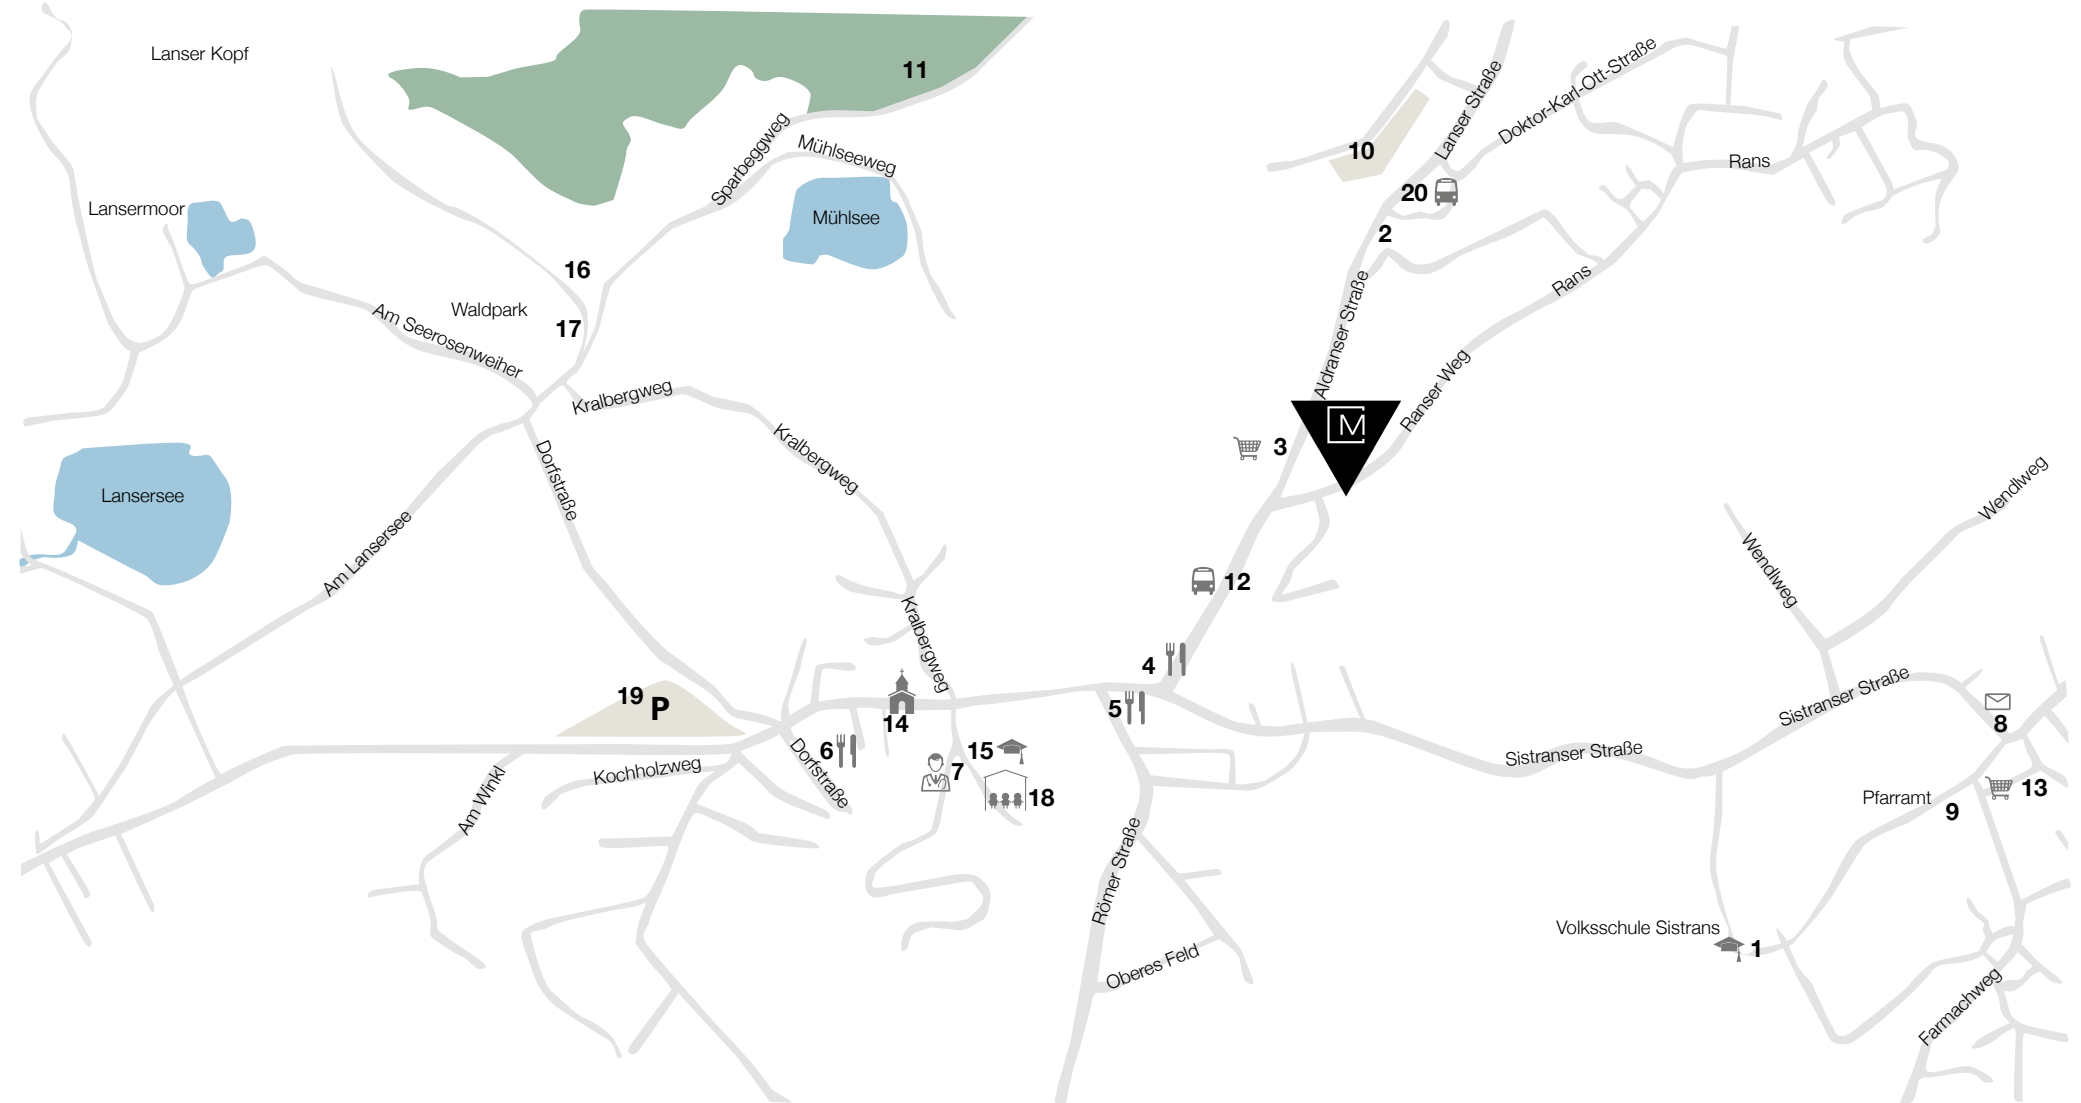 Lanser Kopf
11
Lanser Straße
Doktor-Karl-Ott-Straße
10
Sparbeggweg
Mühlseeweg
Rans
Lansermoor
20
Mühlsee
2
16
Waldpark
17
Am Seerosenweiher
Rans
Aldranser Straße
Kralbergweg
Ranser Weg
M
3
Kralbergweg
Dorfstraße
Lansersee
Wendlweg
Am Lansersee
Wendlweg
12
Kralbergweg
4
19 P
5
14
Sistranser Straße
8
6
Dorfstraße
15
7
Sistranser Straße
Kochholzweg
18
Am Winkl
Pfarramt
9
13
Römer Straße
Volksschule Sistrans
1
Oberes Feld
Farmachweg